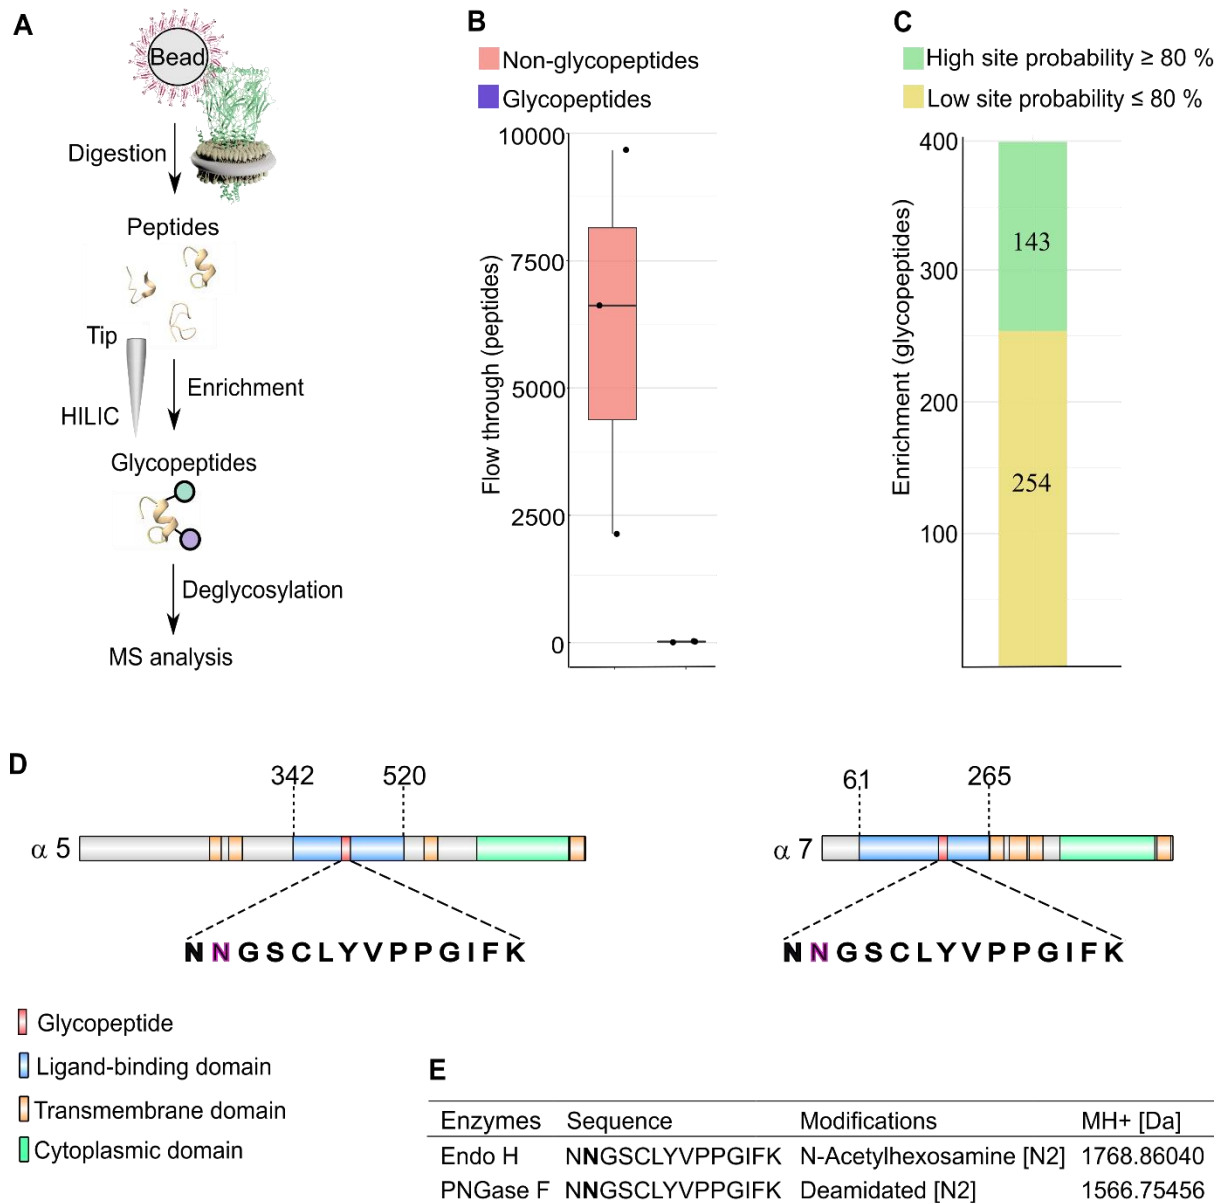 A
Bead
Digestion
Peptides
Tip
Enrichment
HILIC
Glycopeptides
Deglycosylation
MS analysis
B
Non-glycopeptides
Glycopeptides
Flow through (peptides)
10000
7500
5000
2500
0
C
High site probability ≥ 80 %
Low site probability ≤ 80 %
Enrichment (glycopeptides)
400
300
200
100
143
254
D
342 520
α 5
N N G S C L Y V P P G I F K
61 265
α 7
N N G S C L Y V P P G I F K
Glycopeptide
Ligand-binding domain
Transmembrane domain
Cytoplasmic domain
E
Enzymes Sequence Modifications MH+ [Da]
Endo H NNGSCLYVPPGIFK N-Acetylhexosamine [N2] 1768.86040
PNGase F NNGSCLYVPPGIFK Deamidated [N2] 1566.75456